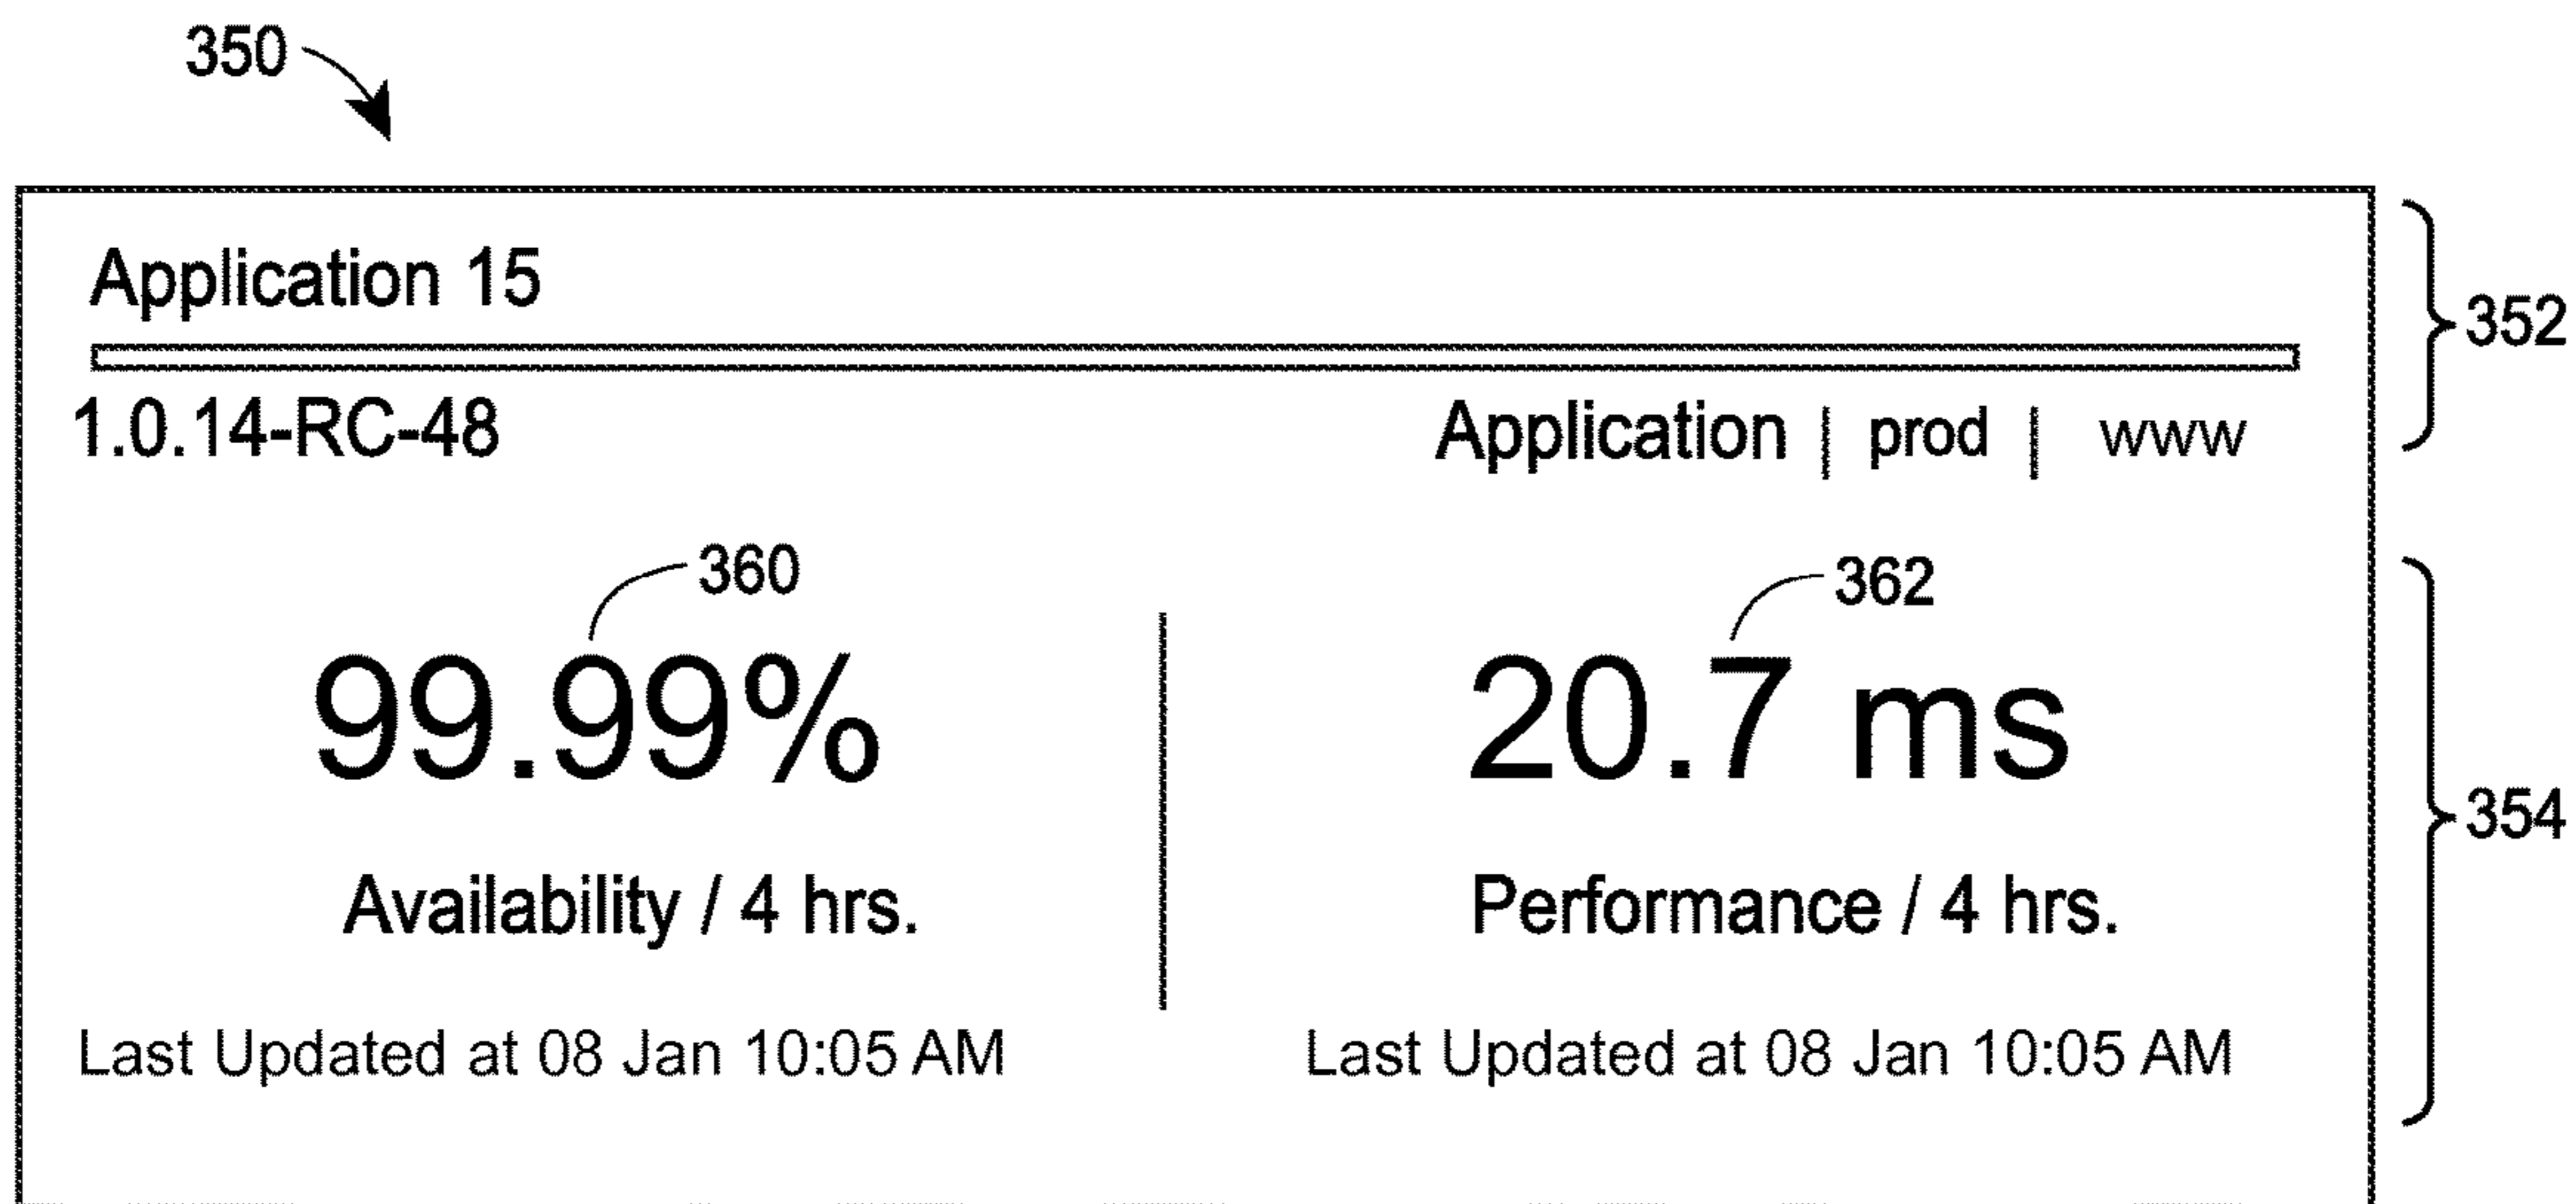 350
Application 15
352
1.0.14-RC-48
Application | prod | www
360
362
99.99%
20.7 ms
354
Availability / 4 hrs.
Performance / 4 hrs.
Last Updated at 08 Jan 10:05 AM
Last Updated at 08 Jan 10:05 AM